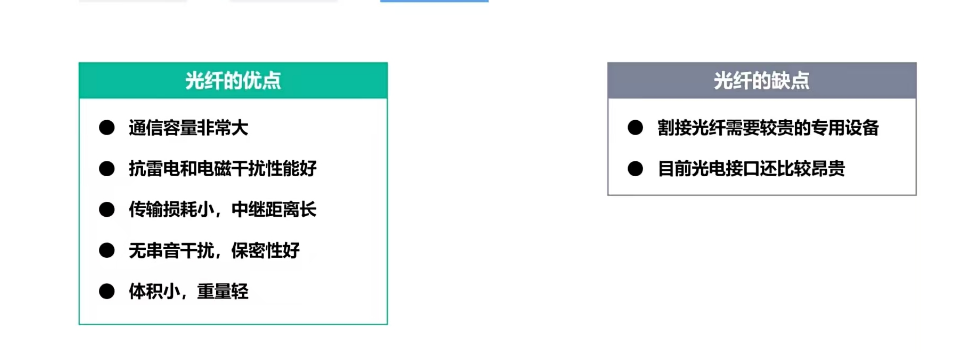 光纤的优点
● 通信容量非常大
● 抗雷电和电磁干扰性能好
● 传输损耗小，中继距离长
● 无串音干扰，保密性好
● 体积小，重量轻
光纤的缺点
● 割接光纤需要较贵的专用设备
● 目前光电接口还比较昂贵